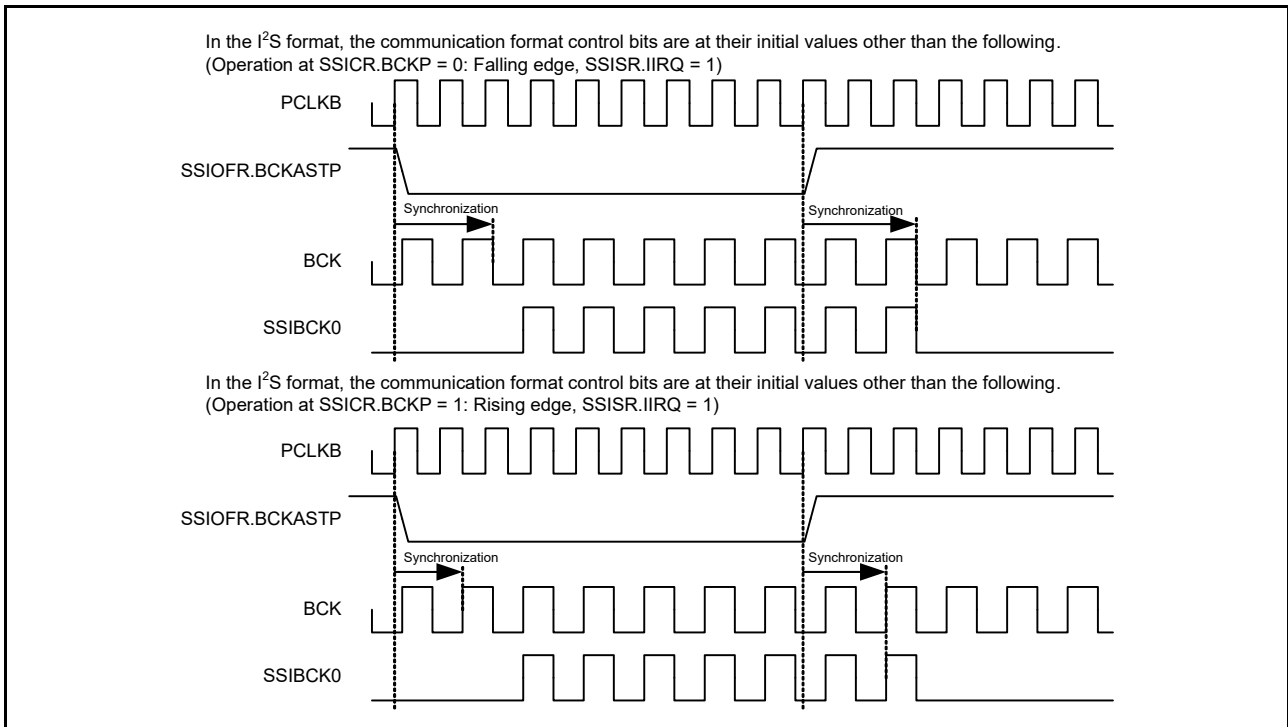 In the I²S format, the communication format control bits are at their initial values other than the following.
(Operation at SSICR.BCKP = 0: Falling edge, SSISR.IIRQ = 1)
PCLKB
SSIOFR.BCKASTP
Synchronization
Synchronization
BCK
SSIBCK0
In the I²S format, the communication format control bits are at their initial values other than the following.
(Operation at SSICR.BCKP = 1: Rising edge, SSISR.IIRQ = 1)
PCLKB
SSIOFR.BCKASTP
Synchronization
Synchronization
BCK
SSIBCK0